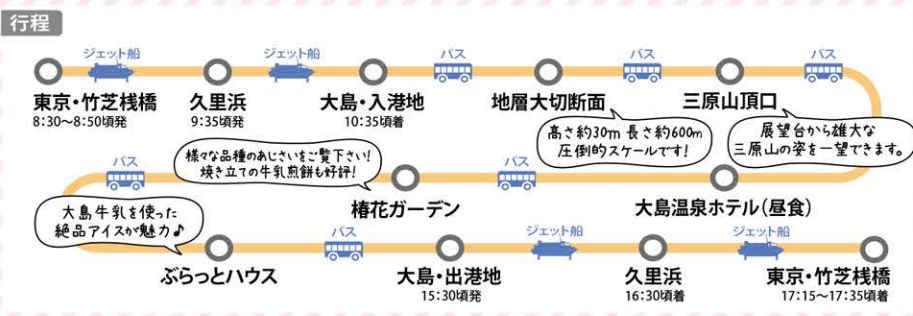 行程
ジェット船
ジェット船
バス
バス
バス
東京・竹芝桟橋
8:30〜8:50頃発
久里浜
9:35頃発
大島・入港地
10:35頃着
地層大切断面
高さ約30m 長さ約600m
圧倒的スケールです!
三原山頂口
展望台から雄大な
三原山の姿を一望できます。
大島温泉ホテル(昼食)
バス
椿花ガーデン
様々な品種のあじさいをご覧下さい!
焼き立ての牛乳煎餅も好評!
バス
大島牛乳を使った
絶品アイスが魅力♪
ぶらっとハウス
バス
大島・出港地
15:30頃発
ジェット船
久里浜
16:30頃着
ジェット船
東京・竹芝桟橋
17:15〜17:35頃着